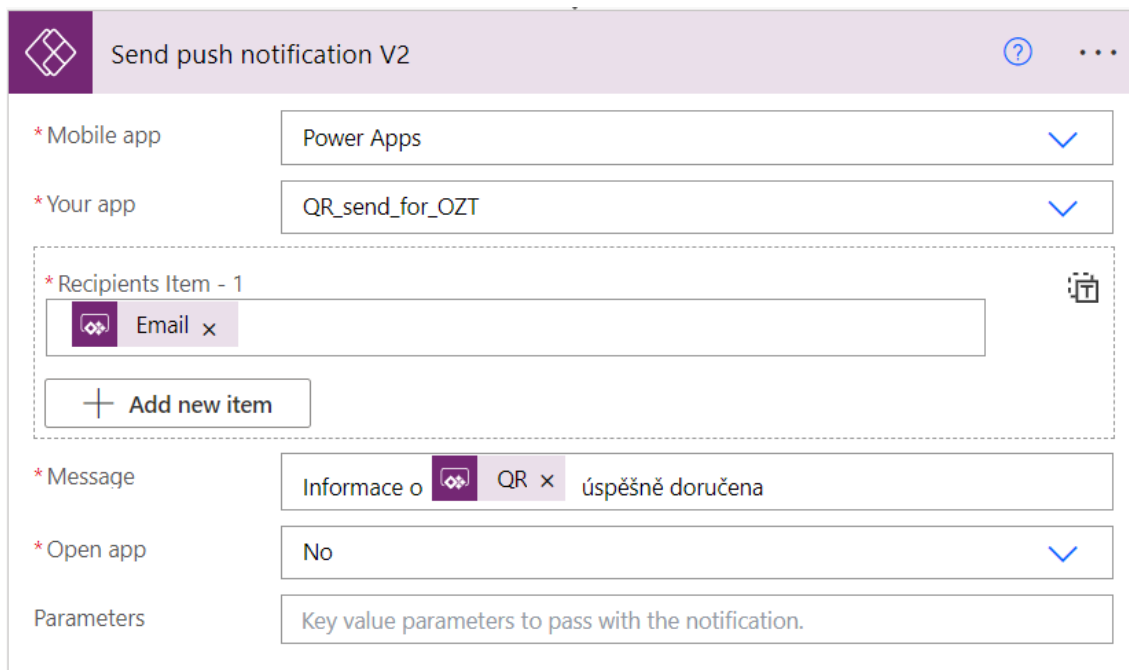 Send push notification V2
* Mobile app
Power Apps
* Your app
QR_send_for_OZT
* Recipients Item - 1
Email ×
Add new item
* Message
Informace o QR × úspěšně doručena
* Open app
No
Parameters
Key value parameters to pass with the notification.